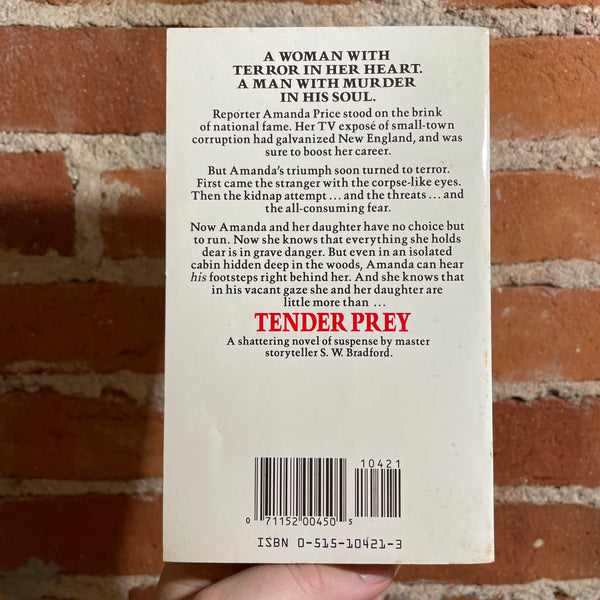 A WOMAN WITH
TERROR IN HER HEART.
A MAN WITH MURDER
IN HIS SOUL.
Reporter Amanda Price stood on the brink
of national fame. Her TV exposé of small-town
corruption had galvanized New England, and was
sure to boost her career.
But Amanda's triumph soon turned to terror.
First came the stranger with the corpse-like eyes.
Then the kidnap attempt ... and the threats ... and
the all-consuming fear.
Now Amanda and her daughter have no choice but
to run. Now she knows that everything she holds
dear is in grave danger. But even in an isolated
cabin hidden deep in the woods, Amanda can hear
his footsteps right behind her. And she knows that
in his vacant gaze she and her daughter are
little more than ...
TENDER PREY
A shattering novel of suspense by master
storyteller S. W. Bradford.
10421
0 71152 00450 5
ISBN 0-515-10421-3